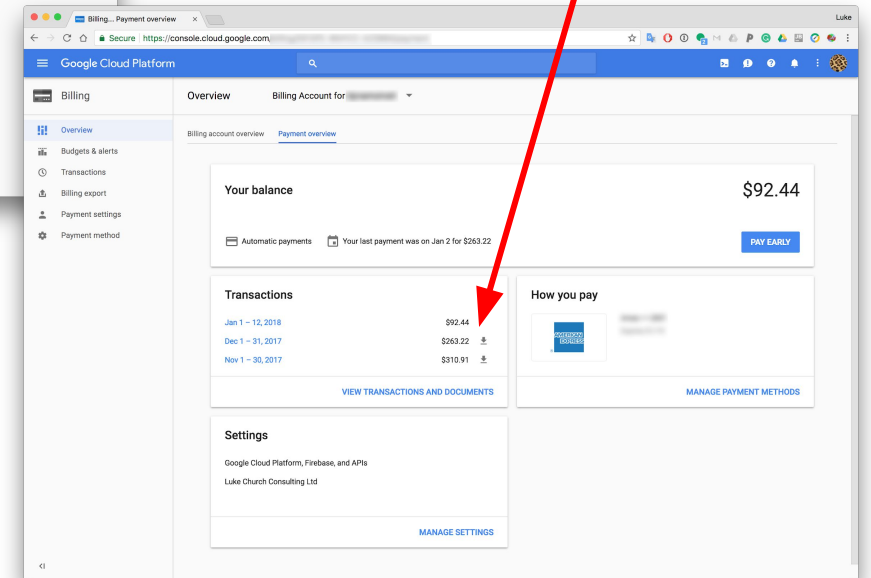 Billing... Payment overview
Luke
Secure https://console.cloud.google.com
Google Cloud Platform
Billing
Overview
Billing Account for
Overview
Budgets & alerts
Transactions
Billing export
Payment settings
Payment method
Billing account overview
Payment overview
Your balance
$92.44
Automatic payments
Your last payment was on Jan 2 for $263.22
PAY EARLY
Transactions
Jan 1 – 12, 2018 $92.44
Dec 1 – 31, 2017 $263.22
Nov 1 – 30, 2017 $310.91
VIEW TRANSACTIONS AND DOCUMENTS
How you pay
AMERICAN
EXPRESS
MANAGE PAYMENT METHODS
Settings
Google Cloud Platform, Firebase, and APIs
Luke Church Consulting Ltd
MANAGE SETTINGS